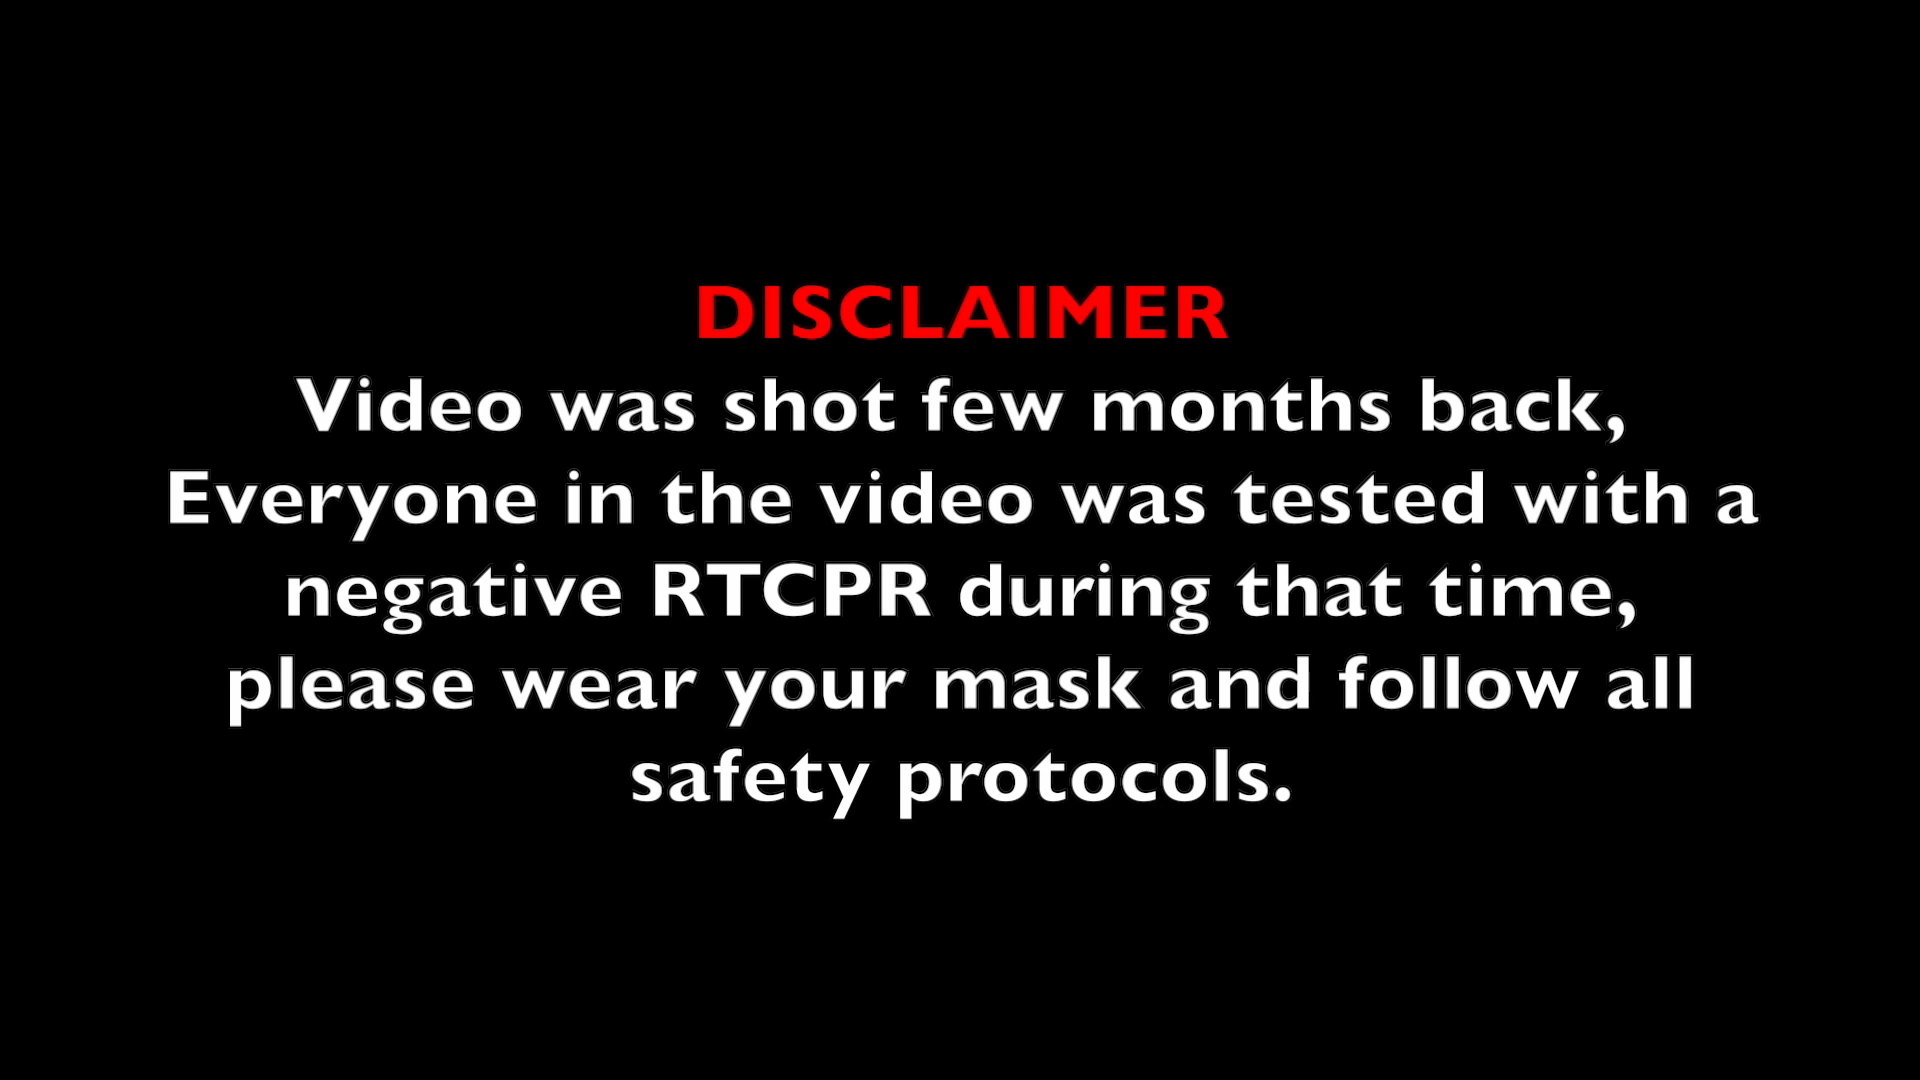 DISCLAIMER
Video was shot few months back,
Everyone in the video was tested with a
negative RTCPR during that time,
please wear your mask and follow all
safety protocols.